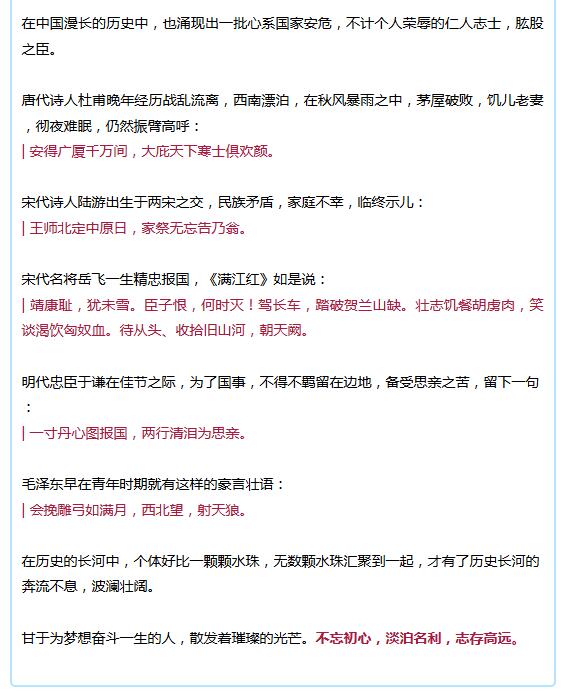 在中国漫长的历史中，也涌现出一批心系国家安危，不计个人荣辱的仁人志士，肱股
之臣。
唐代诗人杜甫晚年经历战乱流离，西南漂泊，在秋风暴雨之中，茅屋破败，饥儿老妻
，彻夜难眠，仍然振臂高呼：
| 安得广厦千万间，大庇天下寒士俱欢颜。
宋代诗人陆游出生于两宋之交，民族矛盾，家庭不幸，临终示儿：
| 王师北定中原日，家祭无忘告乃翁。
宋代名将岳飞一生精忠报国，《满江红》如是说：
| 靖康耻，犹未雪。臣子恨，何时灭！驾长车，踏破贺兰山缺。壮志饥餐胡虏肉，笑
谈渴饮匈奴血。待从头、收拾旧山河，朝天阙。
明代忠臣于谦在佳节之际，为了国事，不得不羁留在边地，备受思亲之苦，留下一句
：
| 一寸丹心图报国，两行清泪为思亲。
毛泽东早在青年时期就有这样的豪言壮语：
| 会挽雕弓如满月，西北望，射天狼。
在历史的长河中，个体好比一颗颗水珠，无数颗水珠汇聚到一起，才有了历史长河的
奔流不息，波澜壮阔。
甘于为梦想奋斗一生的人，散发着璀璨的光芒。不忘初心，淡泊名利，志存高远。